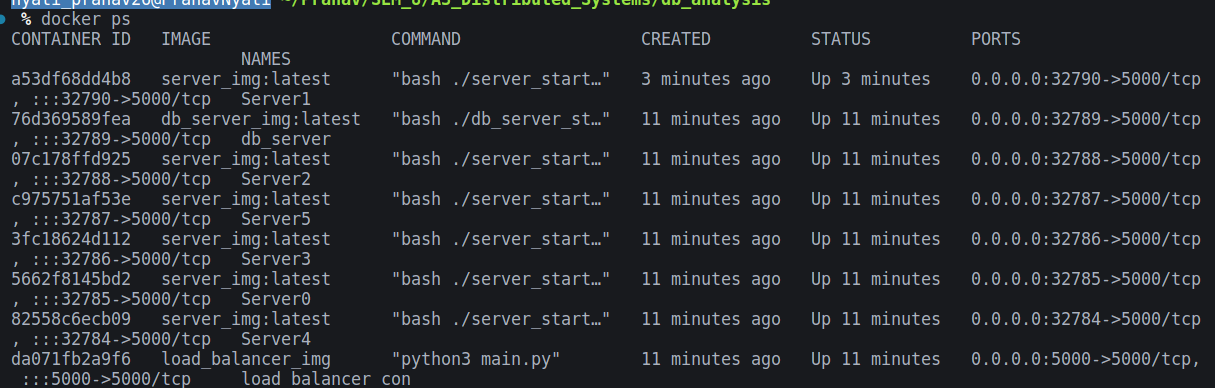 nyati_pranav26@PranavNyati ~/Pranav/SEM_8/AJ_Distributed_Systems/db_analysis
% docker ps
CONTAINER ID   IMAGE                  COMMAND                  CREATED          STATUS          PORTS
                       NAMES
a53df68dd4b8   server_img:latest      "bash ./server_start…"   3 minutes ago    Up 3 minutes    0.0.0.0:32790->5000/tcp
, :::32790->5000/tcp   Server1
76d369589fea   db_server_img:latest   "bash ./db_server_st…"   11 minutes ago   Up 11 minutes   0.0.0.0:32789->5000/tcp
, :::32789->5000/tcp   db_server
07c178ffd925   server_img:latest      "bash ./server_start…"   11 minutes ago   Up 11 minutes   0.0.0.0:32788->5000/tcp
, :::32788->5000/tcp   Server2
c975751af53e   server_img:latest      "bash ./server_start…"   11 minutes ago   Up 11 minutes   0.0.0.0:32787->5000/tcp
, :::32787->5000/tcp   Server5
3fc18624d112   server_img:latest      "bash ./server_start…"   11 minutes ago   Up 11 minutes   0.0.0.0:32786->5000/tcp
, :::32786->5000/tcp   Server3
5662f8145bd2   server_img:latest      "bash ./server_start…"   11 minutes ago   Up 11 minutes   0.0.0.0:32785->5000/tcp
, :::32785->5000/tcp   Server0
82558c6ecb09   server_img:latest      "bash ./server_start…"   11 minutes ago   Up 11 minutes   0.0.0.0:32784->5000/tcp
, :::32784->5000/tcp   Server4
da071fb2a9f6   load_balancer_img      "python3 main.py"        11 minutes ago   Up 11 minutes   0.0.0.0:5000->5000/tcp,
 :::5000->5000/tcp     load_balancer_con